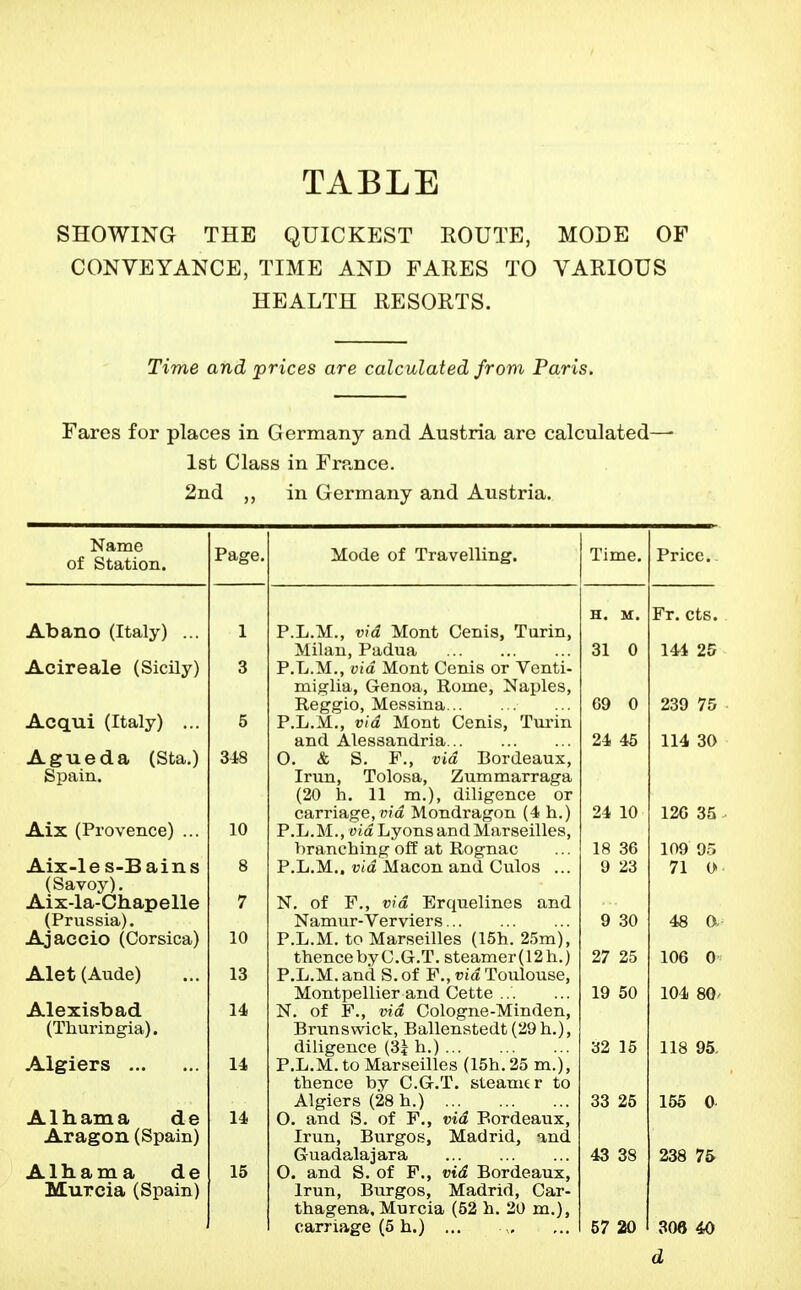 TABLE
SHOWING THE QUICKEST ROUTE, MODE OF
CONVEYANCE, TIME AND FARES TO VARIOUS
HEALTH RESORTS.
Time and prices are calculated from Paris.
Fares for places in Germany and Austria are calculated—
1st Class in France.
2nd ,, in Germany and Austria.
Name of Station. Page. Mode of Travelling. Time. Price.
H. M. Fr. cts.
Abano (Italy) ... 1 P.L.M., viâ Mont Cenis, Turin,
Milan, Padua ... ... ... 31 0 144 25
Acireale (Sicily) 3 P.L.M., viâ Mont Cenis or Venti-
miglia, Genoa, Rome, Naples,
Reggio, Messina... ... ... 69 0 239 75
Acqui (Italy) ... 5 P.L.M., viâ Mont Cenis, Turin
and Alessandria... ... ... 24 45 114 30
Agueda (Sta.) 348 O. & S. F., viâ Bordeaux,
Spain. Irun, Tolosa, Zummarraga
(20 h. 11 m.), diligence or
carriage, viâ Mondragon (4 h.) 24 10 126 35
Aix (Provence) ... 10 P.L.M., viâ Lyons and Marseilles,
branching off at Rognac ... 18 36 109 95
Aix-les-Bains 8 P.L.M., viâ Macon and Culos ... 9 23 71 0
(Savoy).
Aix-la-Chapelle 7 N. of F., viâ Erquelines and
(Prussia). Namur-Verviers... ... ... 9 30 48 0
Ajaccio (Corsica) 10 P.L.M. to Marseilles (15h. 25m),
thence by C.G.T. steamer (12 h.) 27 25 106 0
Alet (Aude) ... 13 P.L.M. and S. of F., viâ Toulouse,
Montpellier and Cette ... ... 19 50 104 80
Alexisbad 14 N. of F., viâ Cologne-Minden,
(Thuringia). Brunswick, Ballenstedt (29 h.),
diligence (3¼ h.) ... ... ... 32 15 118 95
Algiers ... ... 14 P.L.M. to Marseilles (15h. 25 m.),
thence by C.G.T. steamer to
Algiers (28 h.) ... ... ... 33 25 155 0
Alhama de 14 O. and S. of F., viâ Bordeaux,
Aragon (Spain) Irun, Burgos, Madrid, and
Guadalajara ... ... ... 43 38 238 75
Alhama de 15 O. and S. of F., viâ Bordeaux,
Murcia (Spain) Irun, Burgos, Madrid, Car-
thagena, Murcia (52 h. 20 m.),
carriage (5 h.) ... ... ... 57 20 306 40
d